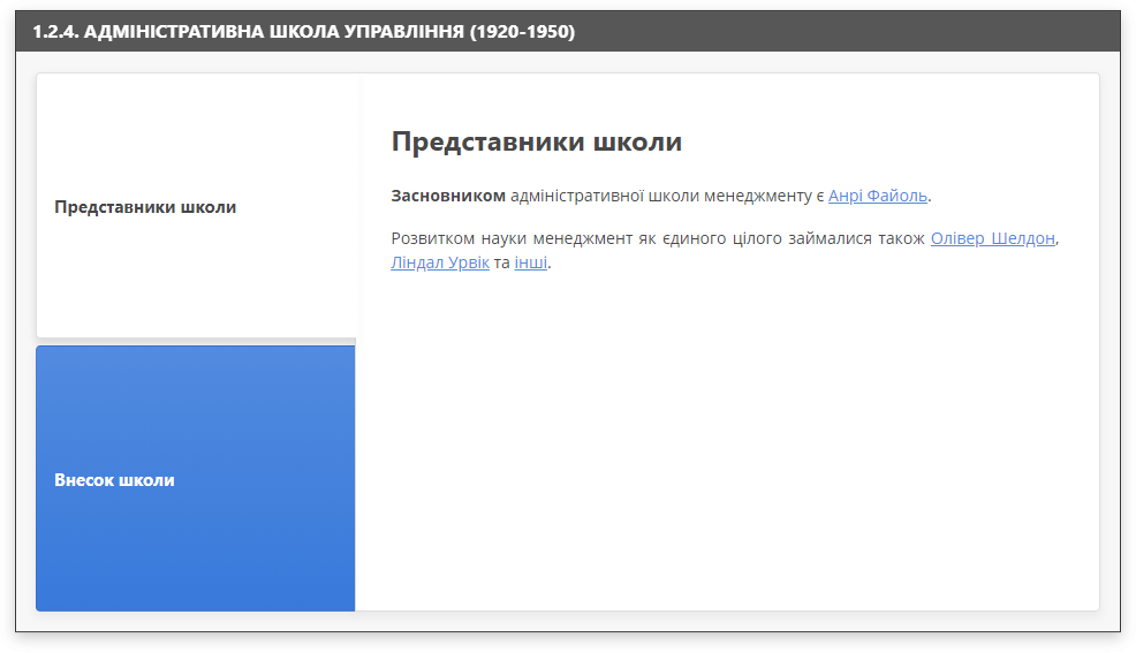 1.2.4. АДМІНІСТРАТИВНА ШКОЛА УПРАВЛІННЯ (1920-1950)
Представники школи
Внесок школи
Представники школи
Засновником адміністративної школи менеджменту є Анрі Файоль.
Розвитком науки менеджмент як єдиного цілого займалися також Олівер Шелдон,
Ліндал Урвік та інші.